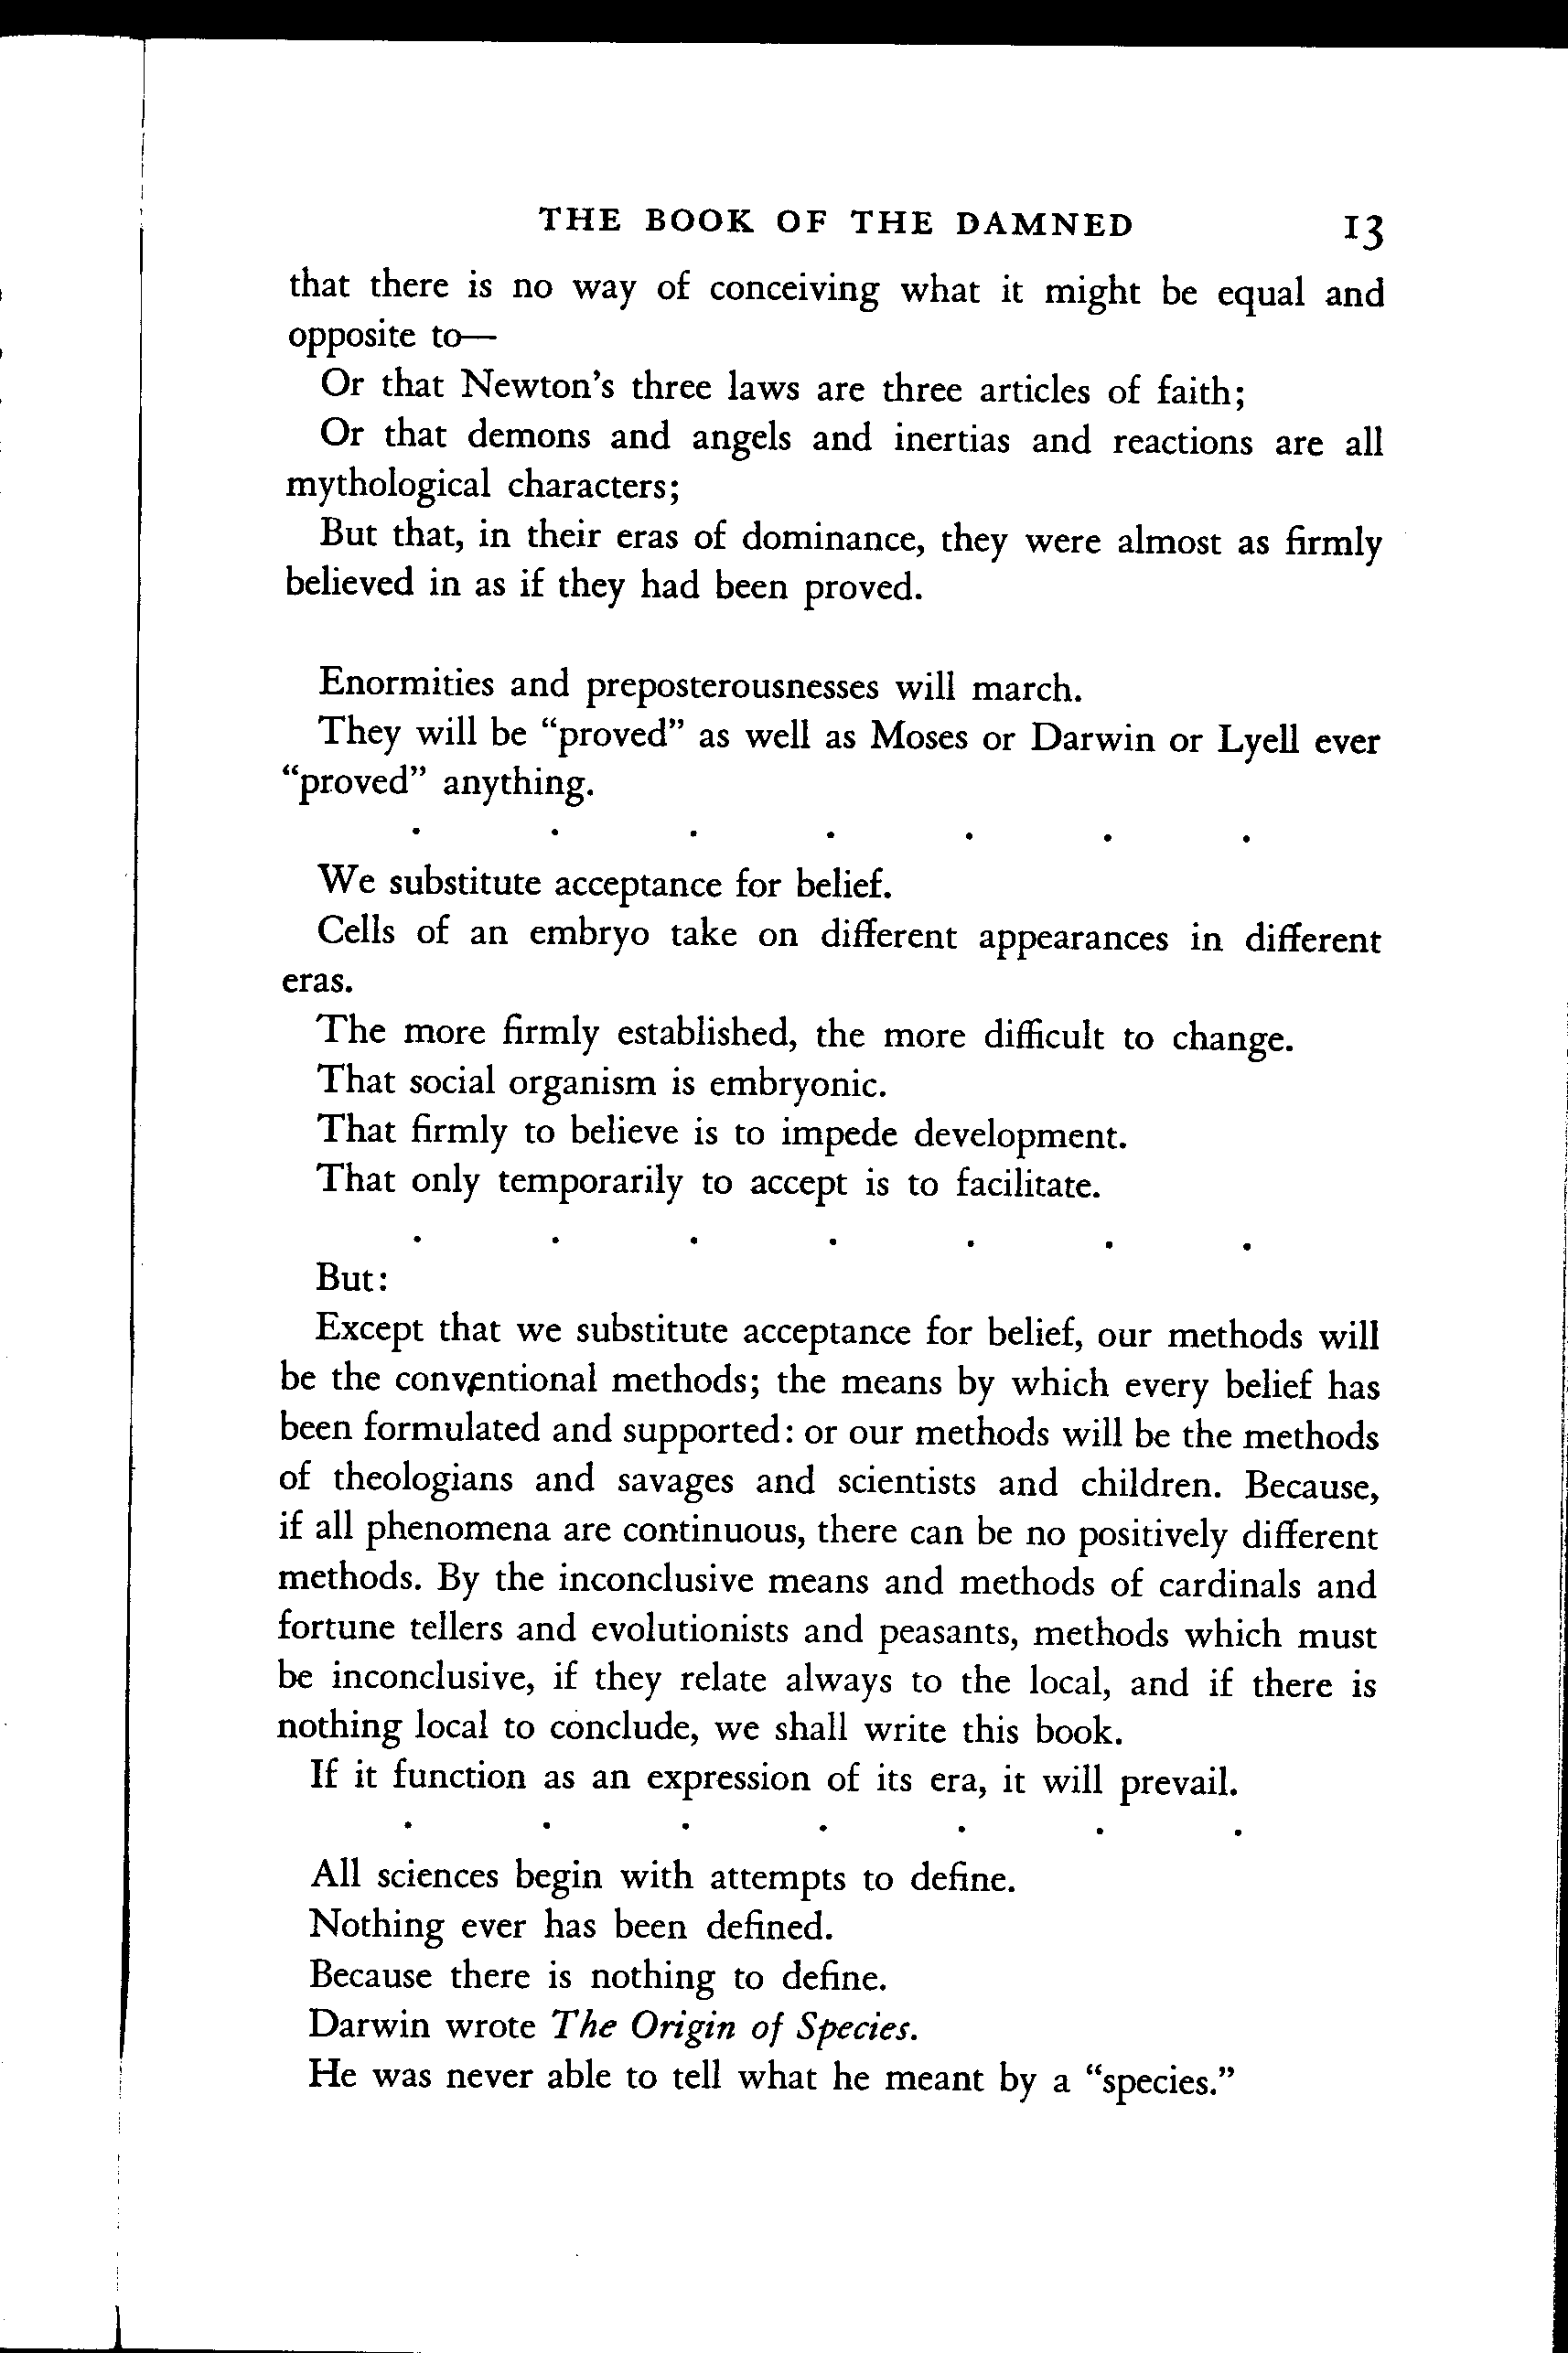 THE BOOK OF THE DAMNED 13
that there is no way of conceiving what it might be equal and
opposite to—
Or that Newton's three laws are three articles of faith;
Or that demons and angels and inertias and reactions are all
mythological characters;
But that, in their eras of dominance, they were almost as firmly
believed in as if they had been proved.
Enormities and preposterousnesses will march.
They will be “proved” as well as Moses or Darwin or Lyell ever
“proved” anything.
. . . . . . .
We substitute acceptance for belief.
Cells of an embryo take on different appearances in different
eras.
The more firmly established, the more difficult to change.
That social organism is embryonic.
That firmly to believe is to impede development.
That only temporarily to accept is to facilitate.
. . . . . . .
But:
Except that we substitute acceptance for belief, our methods will
be the conventional methods; the means by which every belief has
been formulated and supported: or our methods will be the methods
of theologians and savages and scientists and children. Because,
if all phenomena are continuous, there can be no positively different
methods. By the inconclusive means and methods of cardinals and
fortune tellers and evolutionists and peasants, methods which must
be inconclusive, if they relate always to the local, and if there is
nothing local to conclude, we shall write this book.
If it function as an expression of its era, it will prevail.
. . . . . . .
All sciences begin with attempts to define.
Nothing ever has been defined.
Because there is nothing to define.
Darwin wrote The Origin of Species.
He was never able to tell what he meant by a “species.”